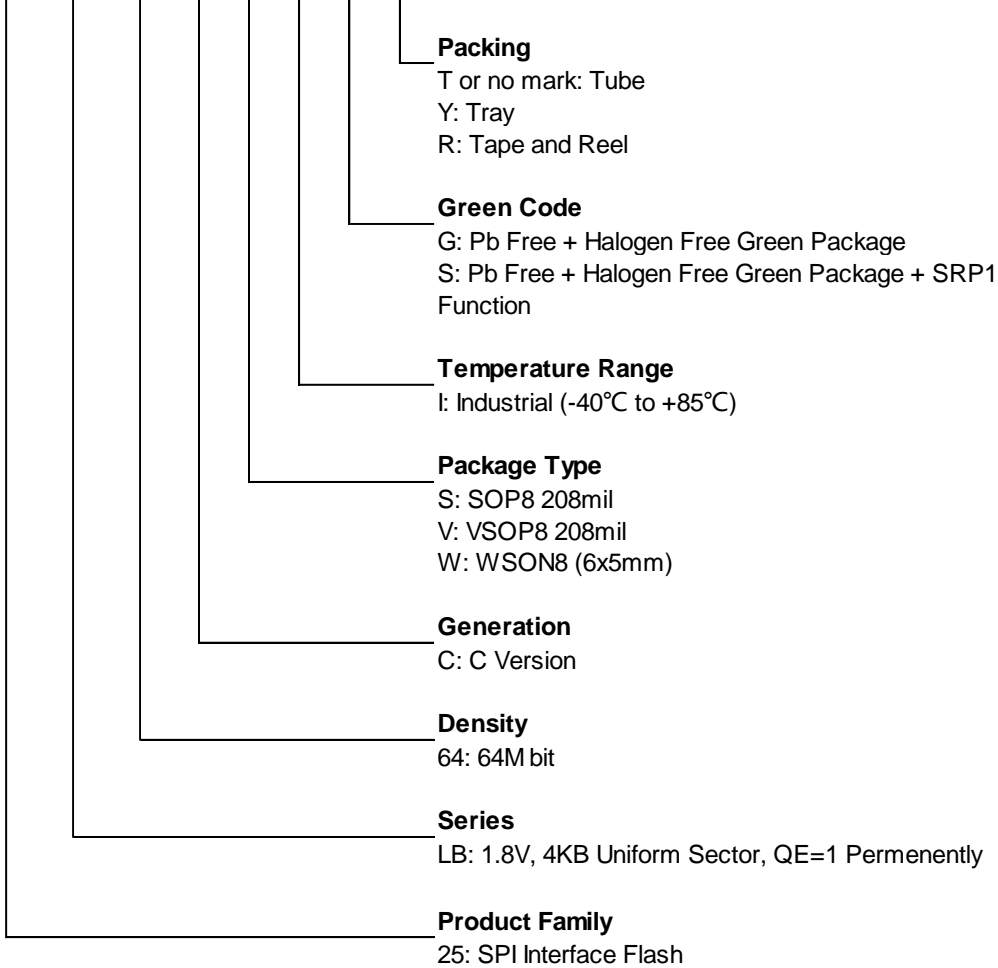 Packing
T or no mark: Tube
Y: Tray
R: Tape and Reel
Green Code
G: Pb Free + Halogen Free Green Package
S: Pb Free + Halogen Free Green Package + SRP1
Function
Temperature Range
I: Industrial (-40℃ to +85℃)
Package Type
S: SOP8 208mil
V: VSOP8 208mil
W: WSON8 (6x5mm)
Generation
C: C Version
Density
64: 64M bit
Series
LB: 1.8V, 4KB Uniform Sector, QE=1 Permenently
Product Family
25: SPI Interface Flash